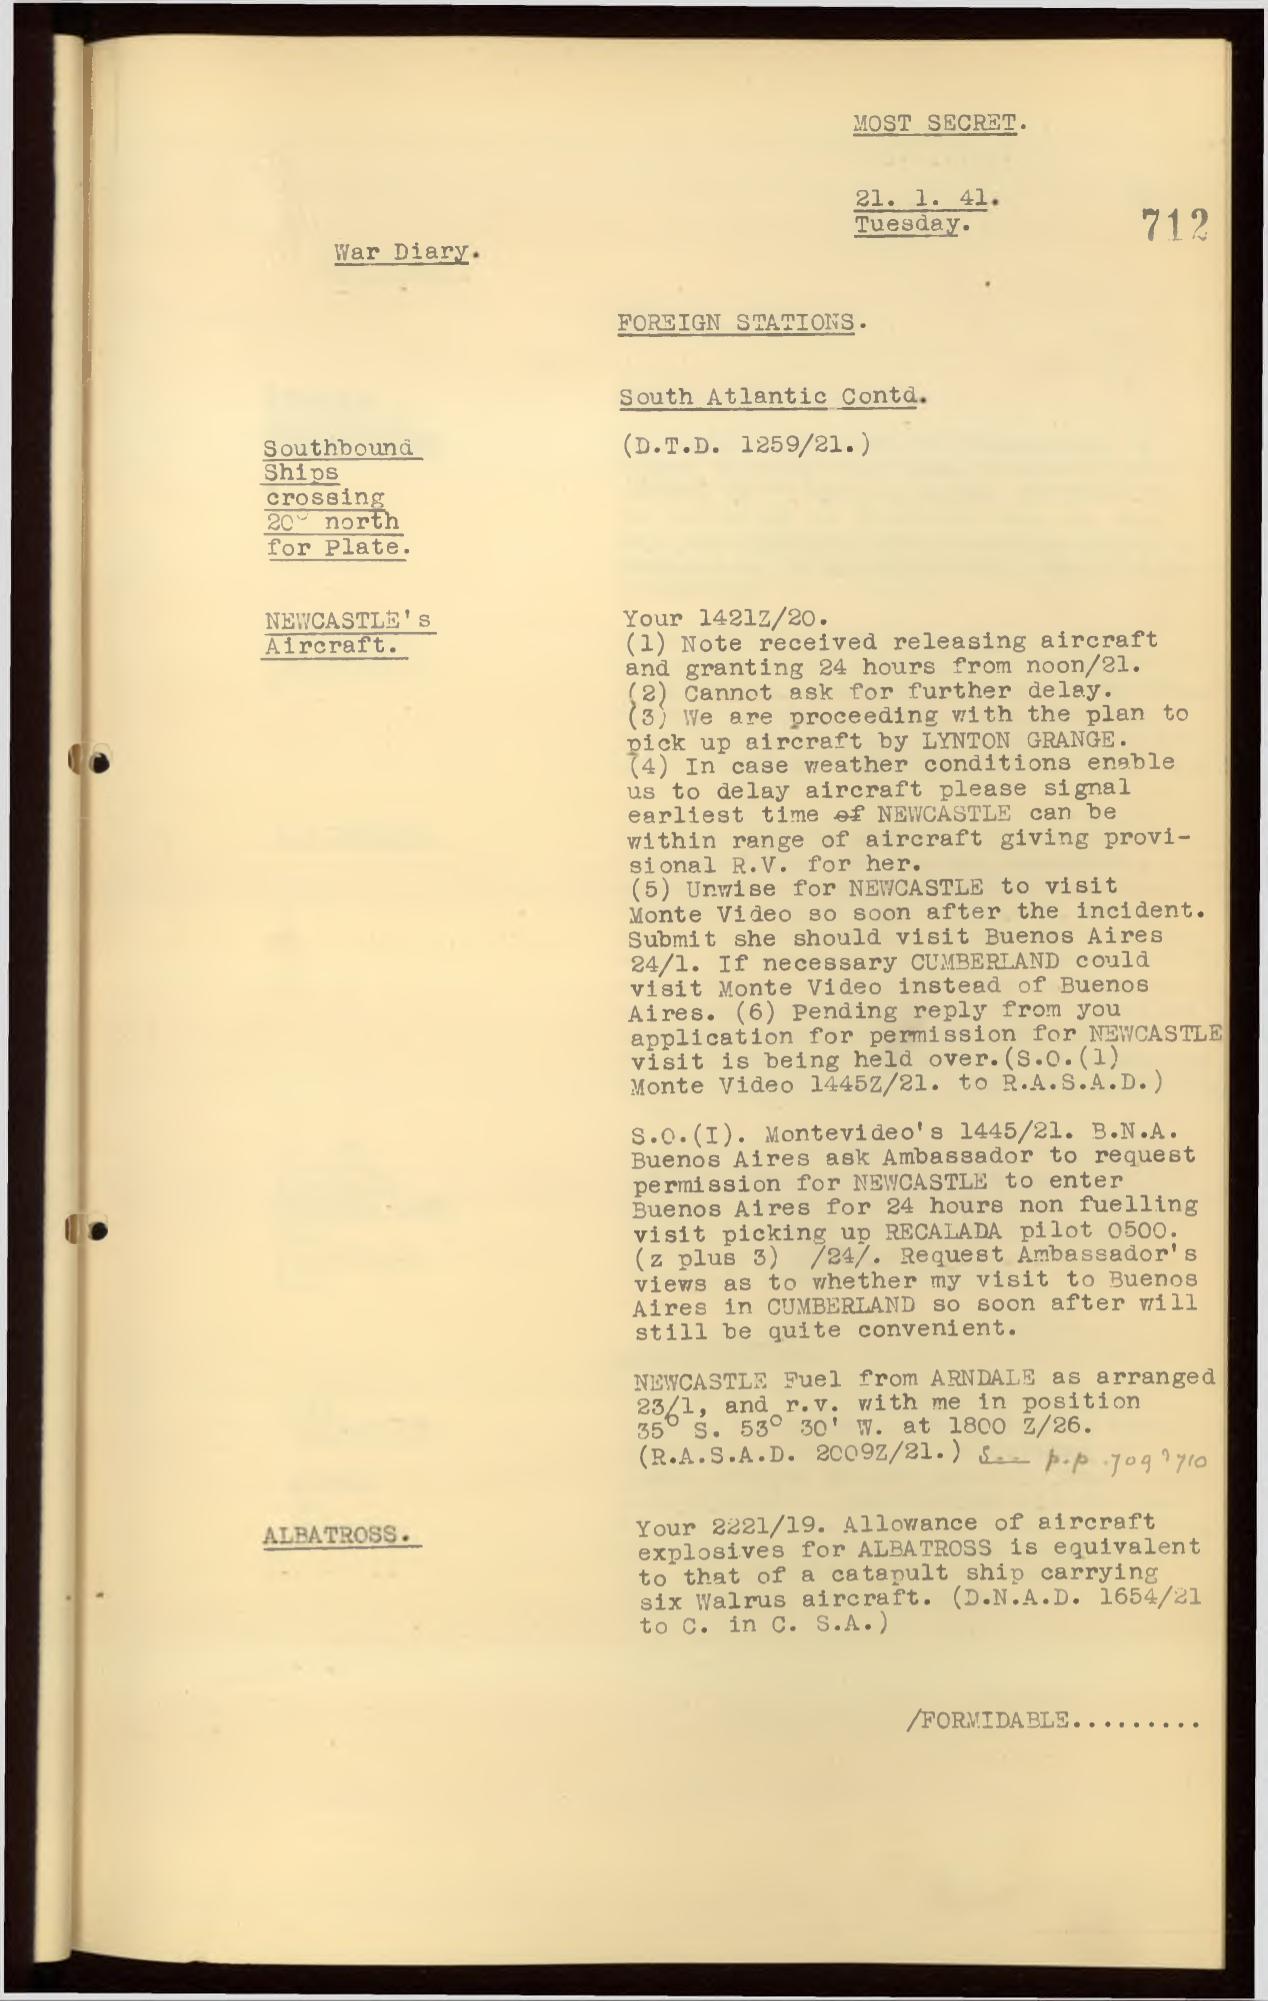 MOST SECRET.
21. 1. 41.
Tuesday.
712
War Diary.
FOREIGN STATIONS.
South Atlantic Contd.
Southbound
Ships
crossing
20° north
for Plate.
(D.T.D. 1259/21.)
NEWCASTLE's
Aircraft.
Your 1421Z/20.
(1) Note received releasing aircraft
and granting 24 hours from noon/21.
(2) Cannot ask for further delay.
(3) We are proceeding with the plan to
pick up aircraft by LYNTON GRANGE.
(4) In case weather conditions enable
us to delay aircraft please signal
earliest time of NEWCASTLE can be
within range of aircraft giving provi-
sional R.V. for her.
(5) Unwise for NEWCASTLE to visit
Monte Video so soon after the incident.
Submit she should visit Buenos Aires
24/1. If necessary CUMBERLAND could
visit Monte Video instead of Buenos
Aires. (6) Pending reply from you
application for permission for NEWCASTLE
visit is being held over.(S.O.(1)
Monte Video 1445Z/21. to R.A.S.A.D.)
S.O.(I). Montevideo's 1445/21. B.N.A.
Buenos Aires ask Ambassador to request
permission for NEWCASTLE to enter
Buenos Aires for 24 hours non fuelling
visit picking up RECALADA pilot 0500.
(z plus 3) /24/. Request Ambassador's
views as to whether my visit to Buenos
Aires in CUMBERLAND so soon after will
still be quite convenient.
NEWCASTLE Fuel from ARNDALE as arranged
23/1, and r.v. with me in position
35° S. 53° 30' W. at 1800 Z/26.
(R.A.S.A.D. 2009Z/21.) See p.p. 709 & 710
ALBATROSS.
Your 2221/19. Allowance of aircraft
explosives for ALBATROSS is equivalent
to that of a catapult ship carrying
six Walrus aircraft. (D.N.A.D. 1654/21
to C. in C. S.A.)
/FORMIDABLE.........